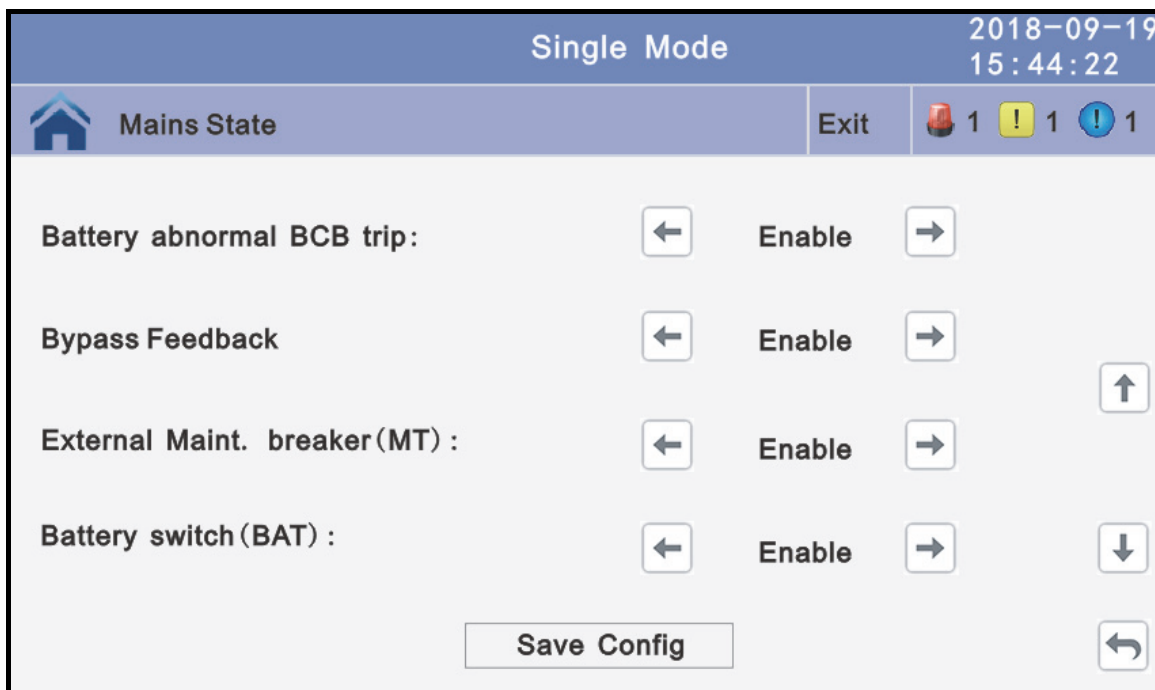 Single Mode
2018-09-19
15:44:22
Mains State
Exit
1 ! 1 ! 1
Battery abnormal BCB trip:
Enable
Bypass Feedback
Enable
External Maint. breaker(MT) :
Enable
Battery switch(BAT) :
Enable
Save Config